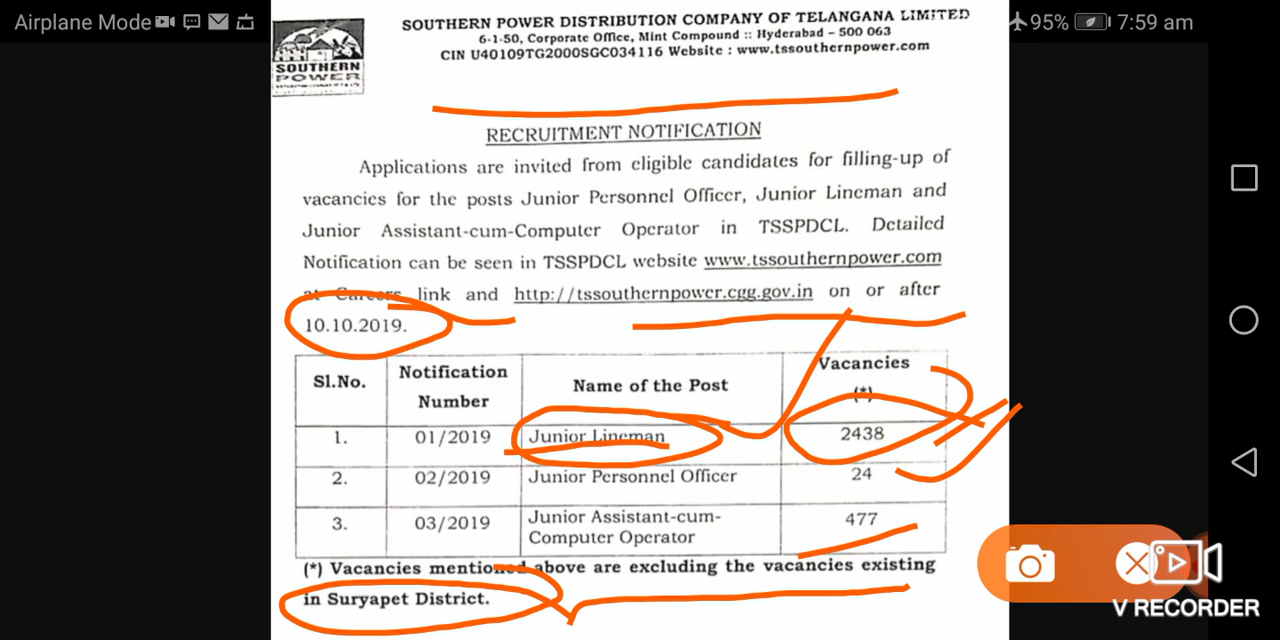 Airplane Mode
95%
7:59 am
SOUTHERN POWER DISTRIBUTION COMPANY OF TELANGANA LIMITED
6-1-50, Corporate Office, Mint Compound :: Hyderabad – 500 063
CIN U40109TG2000SGC034116 Website : www.tssouthernpower.com
SOUTHERN
POWER
RECRUITMENT NOTIFICATION
Applications are invited from eligible candidates for filling-up of
vacancies for the posts Junior Personnel Officer, Junior Lineman and
Junior Assistant-cum-Computer Operator in TSSPDCL. Detailed
Notification can be seen in TSSPDCL website www.tssouthernpower.com
at Careers link and http://tssouthernpower.cgg.gov.in on or after
10.10.2019.
Sl.No. Notification Number Name of the Post Vacancies (*)
1. 01/2019 Junior Lineman 2438
2. 02/2019 Junior Personnel Officer 24
3. 03/2019 Junior Assistant-cum- 477
Computer Operator
(*) Vacancies mentioned above are excluding the vacancies existing
in Suryapet District.
V RECORDER